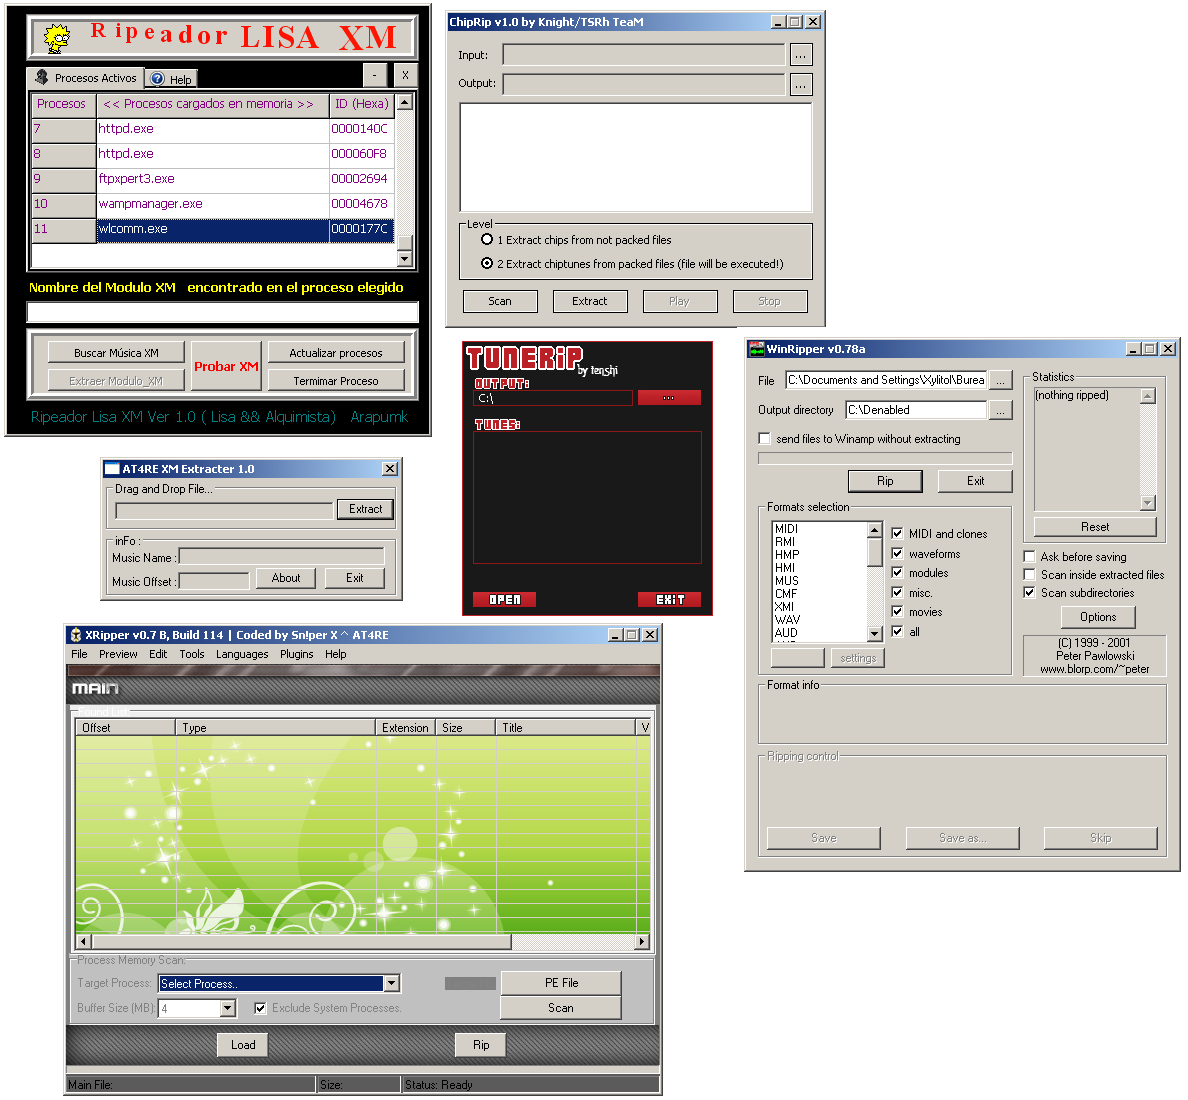 Ripeador LISA XM
Procesos Activos
Help
-
X
Procesos << Procesos cargados en memoria >> ID (Hexa)
7 httpd.exe 0000140C
8 httpd.exe 000060F8
9 ftpxpert3.exe 00002694
10 wampmanager.exe 00004678
11 wlcomm.exe 0000177C
Nombre del Modulo XM encontrado en el proceso elegido
Buscar Música XM
Extraer Modulo_XM
Probar XM
Actualizar procesos
Termimar Proceso
Ripeador Lisa XM Ver 1.0 ( Lisa && Alquimista) Arapumk
ChipRip v1.0 by Knight/TSRh TeaM
Input:
...
Output:
...
Level
1 Extract chips from not packed files
2 Extract chiptunes from packed files (file will be executed!)
Scan
Extract
Play
Stop
TUNERIP
by tenshi
OUTPUT:
C:\
...
TUNES:
OPEN
EXIT
WinRipper v0.78a
File C:\Documents and Settings\Xylitol\Burea ...
Output directory C:\Denabled ...
send files to Winamp without extracting
Rip
Exit
Formats selection
MIDI
RMI
HMP
HMI
MUS
CMF
XMI
WAV
AUD
MIDI and clones
waveforms
modules
misc.
movies
all
settings
Statistics
(nothing ripped)
Reset
Ask before saving
Scan inside extracted files
Scan subdirectories
Options
(C) 1999 - 2001
Peter Pawlowski
www.blorp.com/~peter
Format info
Ripping control
Save
Save as...
Skip
AT4RE XM Extracter 1.0
Drag and Drop File...
Extract
inFo :
Music Name :
Music Offset :
About
Exit
XRipper v0.7 B, Build 114 | Coded by Sn!per X ^ AT4RE
File Preview Edit Tools Languages Plugins Help
MAIN
Found List
Offset Type Extension Size Title V
Process Memory Scan:
Target Process: Select Process..
PE File
Buffer Size (MB): 4
Exclude System Processes.
Scan
Load
Rip
Main File: Size: Status: Ready